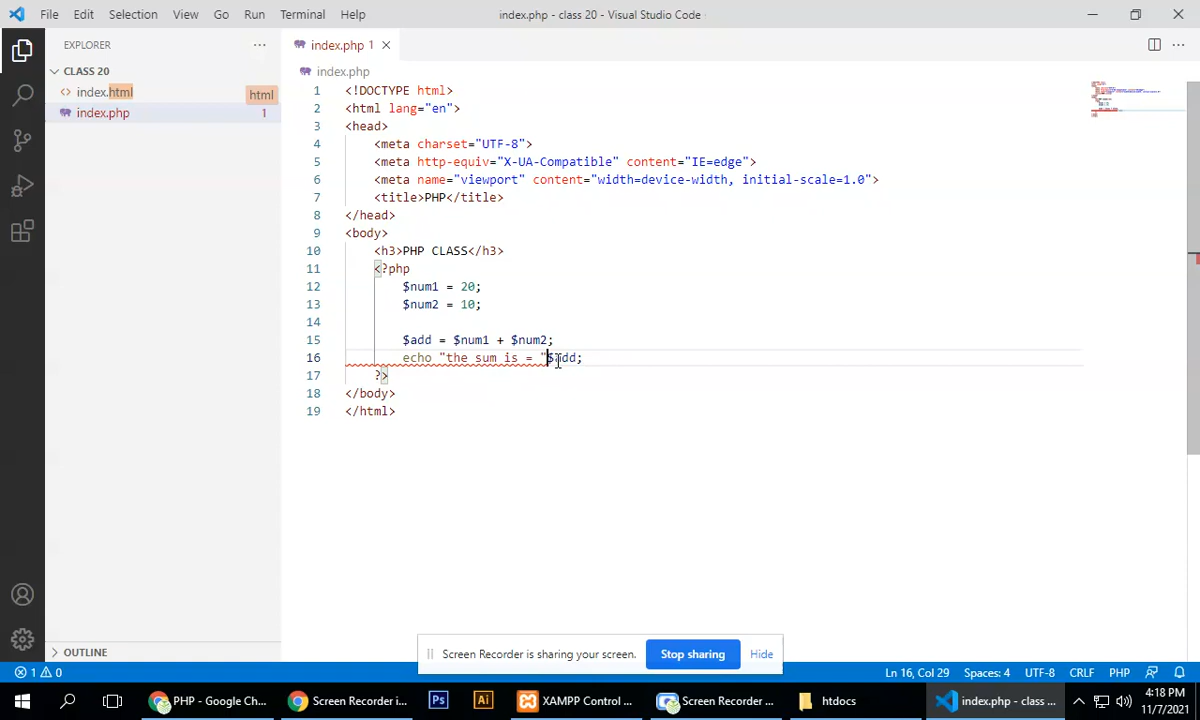 File Edit Selection View Go Run Terminal Help
index.php - class 20 - Visual Studio Code
EXPLORER
CLASS 20
index.html
html
index.php
1
index.php 1
index.php
1 <!DOCTYPE html>
2 <html lang="en">
3 <head>
4 <meta charset="UTF-8">
5 <meta http-equiv="X-UA-Compatible" content="IE=edge">
6 <meta name="viewport" content="width=device-width, initial-scale=1.0">
7 <title>PHP</title>
8 </head>
9 <body>
10 <h3>PHP CLASS</h3>
11 <?php
12 $num1 = 20;
13 $num2 = 10;
14
15 $add = $num1 + $num2;
16 echo "the sum is = "$add;
17 ?>
18 </body>
19 </html>
OUTLINE
Screen Recorder is sharing your screen. Stop sharing Hide
1 0
Ln 16, Col 29 Spaces: 4 UTF-8 CRLF PHP
PHP - Google Ch... Screen Recorder i... Ps Ai XAMPP Control ... Screen Recorder ... htdocs index.php - class ...
4:18 PM
11/7/2021